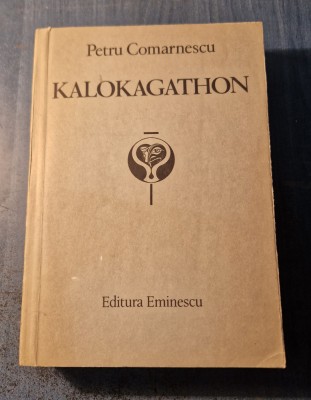 Petru Comarnescu
KALOKAGATHON
Editura Eminescu